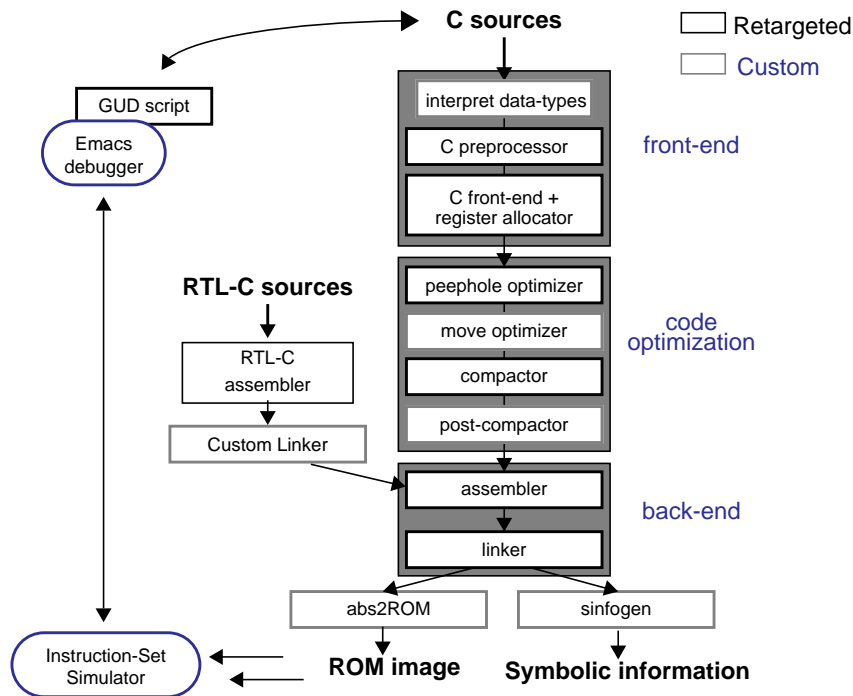 C sources
Retargeted
Custom
GUD script
Emacs
debugger
interpret data-types
C preprocessor
C front-end +
register allocator
front-end
RTL-C sources
RTL-C
assembler
Custom Linker
peephole optimizer
move optimizer
compactor
post-compactor
code
optimization
assembler
linker
back-end
abs2ROM
sinfogen
Instruction-Set
Simulator
ROM image
Symbolic information